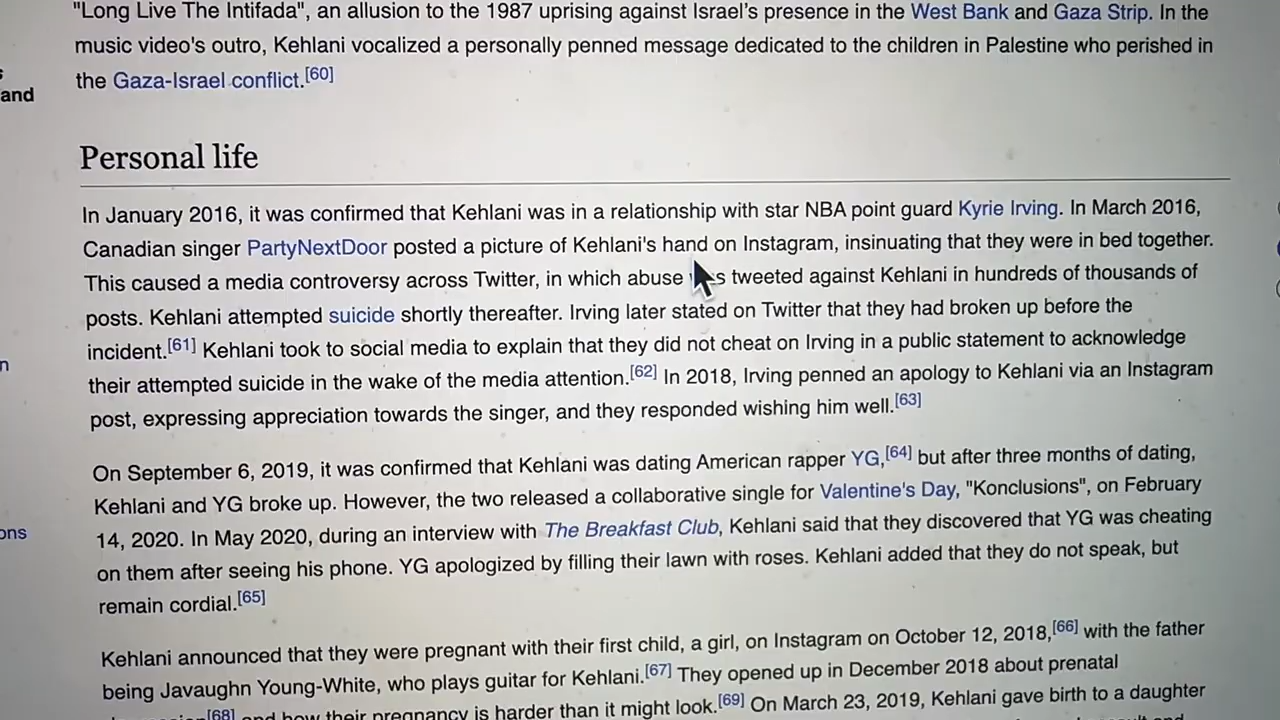 "Long Live The Intifada", an allusion to the 1987 uprising against Israel's presence in the West Bank and Gaza Strip. In the
music video's outro, Kehlani vocalized a personally penned message dedicated to the children in Palestine who perished in
and
the Gaza-Israel conflict.[60]
Personal life
In January 2016, it was confirmed that Kehlani was in a relationship with star NBA point guard Kyrie Irving. In March 2016,
Canadian singer PartyNextDoor posted a picture of Kehlani's hand on Instagram, insinuating that they were in bed together.
This caused a media controversy across Twitter, in which abuse tweeted against Kehlani in hundreds of thousands of
posts. Kehlani attempted suicide shortly thereafter. Irving later stated on Twitter that they had broken up before the
incident.[61] Kehlani took to social media to explain that they did not cheat on Irving in a public statement to acknowledge
their attempted suicide in the wake of the media attention.[62] In 2018, Irving penned an apology to Kehlani via an Instagram
post, expressing appreciation towards the singer, and they responded wishing him well.[63]
On September 6, 2019, it was confirmed that Kehlani was dating American rapper YG,[64] but after three months of dating,
Kehlani and YG broke up. However, the two released a collaborative single for Valentine's Day, "Konclusions", on February
ons
14, 2020. In May 2020, during an interview with The Breakfast Club, Kehlani said that they discovered that YG was cheating
on them after seeing his phone. YG apologized by filling their lawn with roses. Kehlani added that they do not speak, but
remain cordial.[65]
Kehlani announced that they were pregnant with their first child, a girl, on Instagram on October 12, 2018,[66] with the father
being Javaughn Young-White, who plays guitar for Kehlani.[67] They opened up in December 2018 about prenatal
[68] and how their pregnancy is harder than it might look.[69] On March 23, 2019, Kehlani gave birth to a daughter